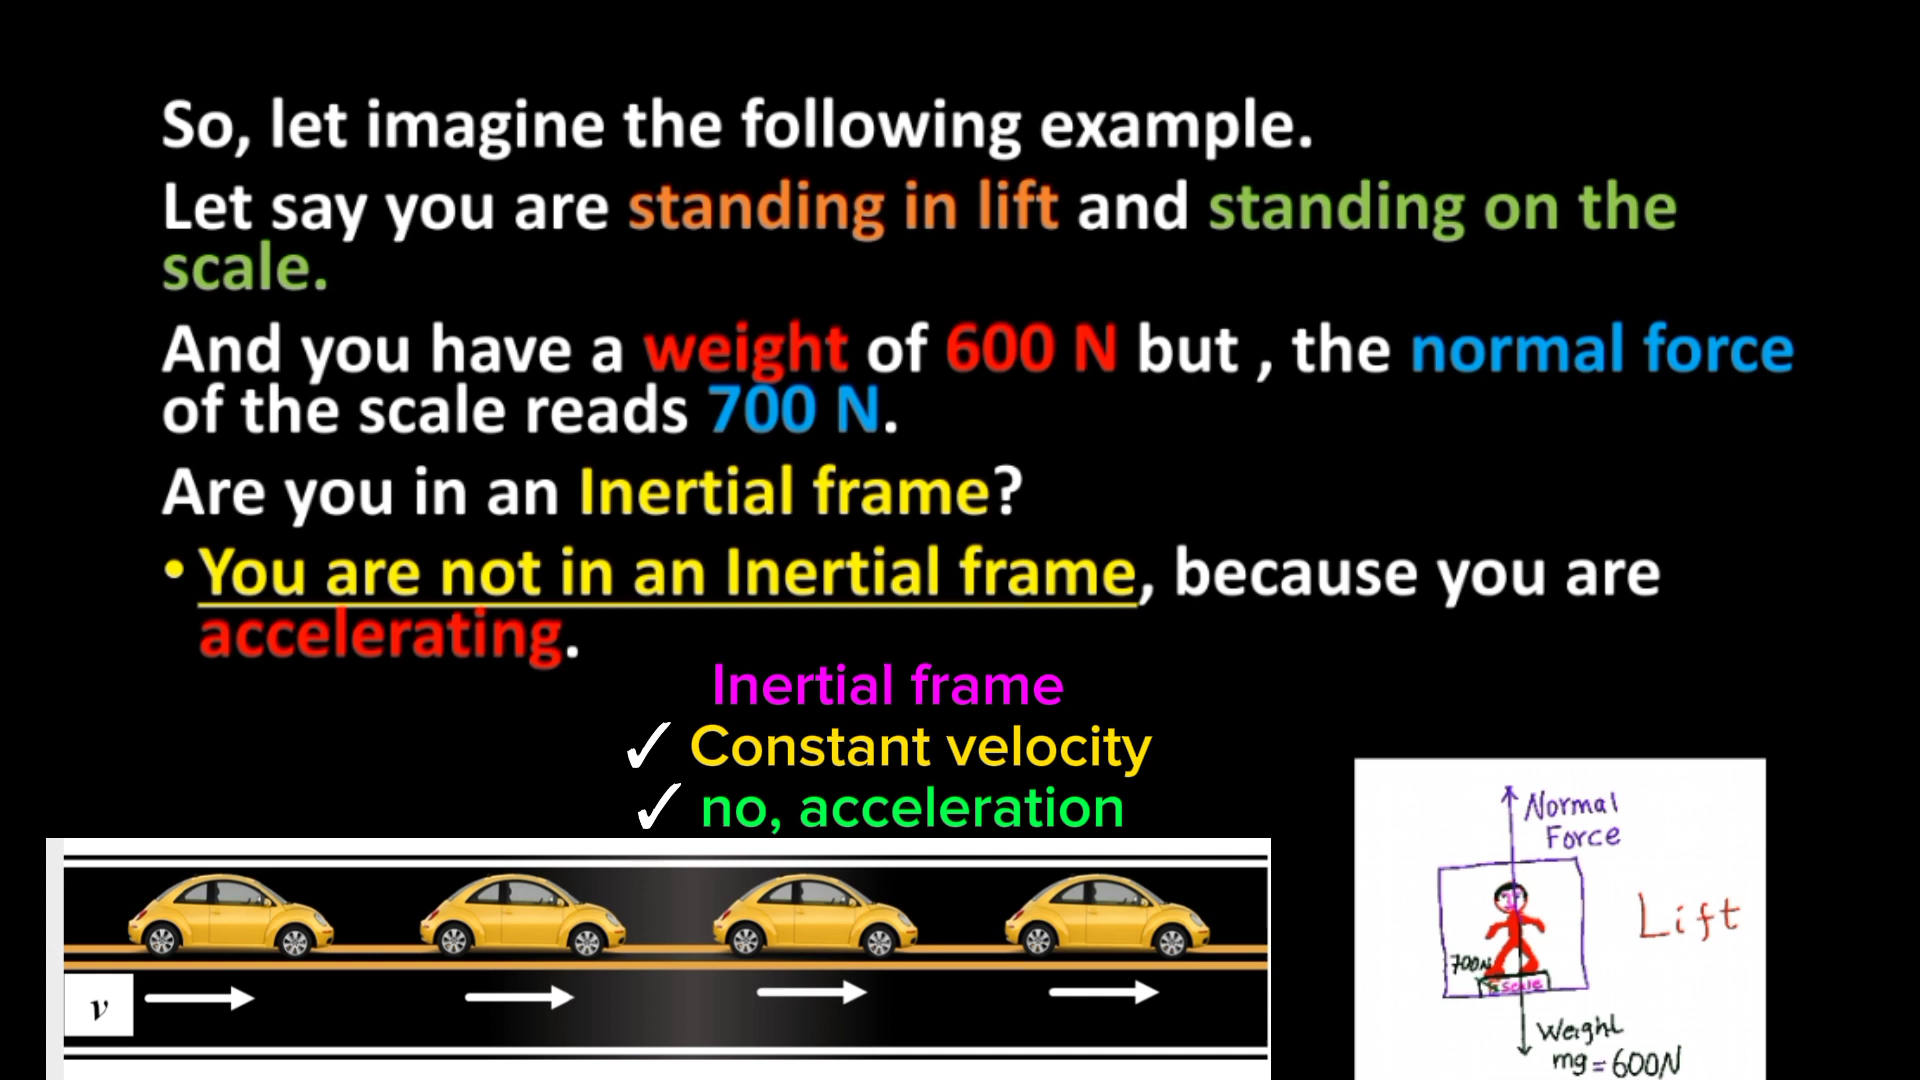 So, let imagine the following example.
Let say you are standing in lift and standing on the
scale.
And you have a weight of 600 N but , the normal force
of the scale reads 700 N.
Are you in an Inertial frame?
• You are not in an Inertial frame, because you are
accelerating.
Inertial frame
✓ Constant velocity
✓ no, acceleration
v
Normal
Force
Lift
700N
Scale
Weight
mg = 600N